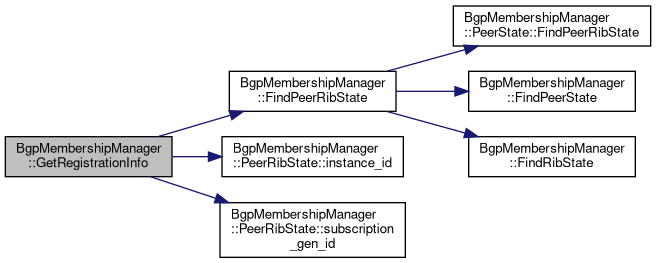 BgpMembershipManager
::GetRegistrationInfo
BgpMembershipManager
::FindPeerRibState
BgpMembershipManager
::PeerState::FindPeerRibState
BgpMembershipManager
::FindPeerState
BgpMembershipManager
::FindRibState
BgpMembershipManager
::PeerRibState::instance_id
BgpMembershipManager
::PeerRibState::subscription
_gen_id